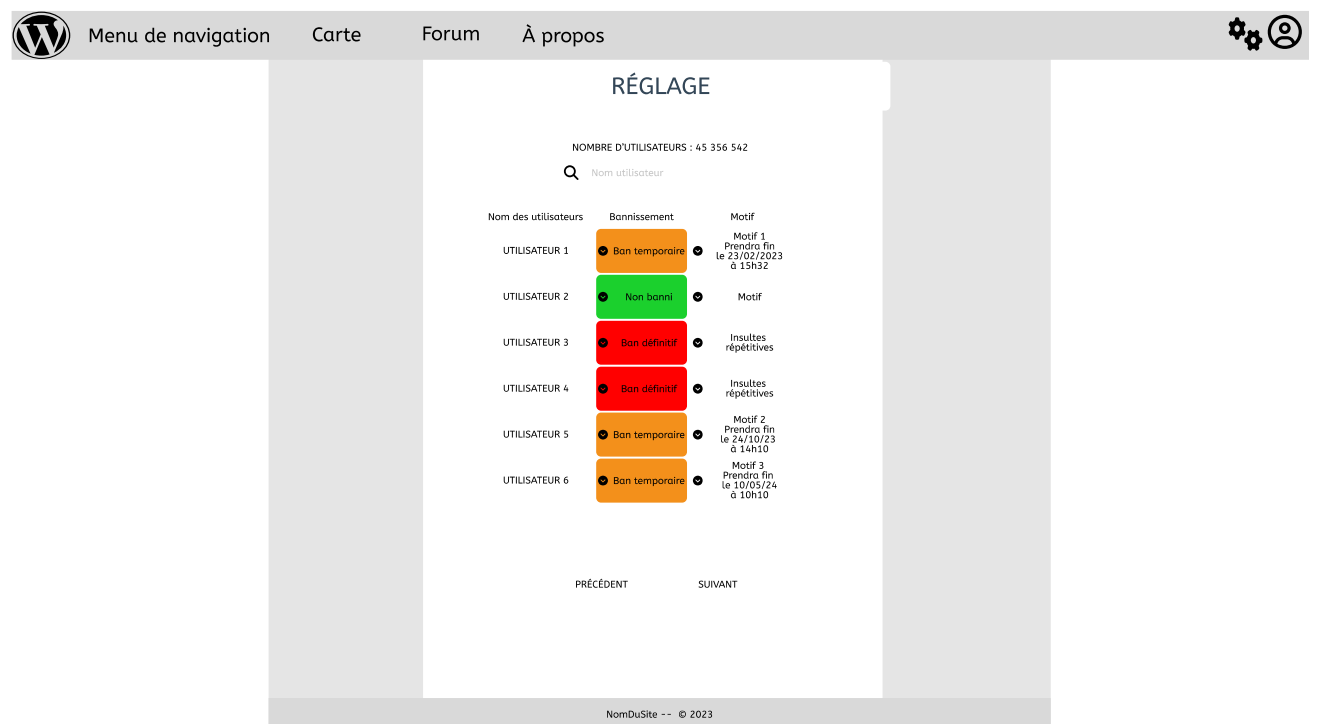 Menu de navigation Carte Forum À propos
RÉGLAGE
NOMBRE D'UTILISATEURS : 45 356 542
Nom utilisateur
Nom des utilisateurs Bannissement Motif
UTILISATEUR 1 Ban temporaire Motif 1
Prendra fin
le 23/02/2023
à 15h32
UTILISATEUR 2 Non banni Motif
UTILISATEUR 3 Ban définitif Insultes
répétitives
UTILISATEUR 4 Ban définitif Insultes
répétitives
UTILISATEUR 5 Ban temporaire Motif 2
Prendra fin
le 24/10/23
à 14h10
UTILISATEUR 6 Ban temporaire Motif 3
Prendra fin
le 10/05/24
à 10h10
PRÉCÉDENT SUIVANT
NomDuSite -- © 2023